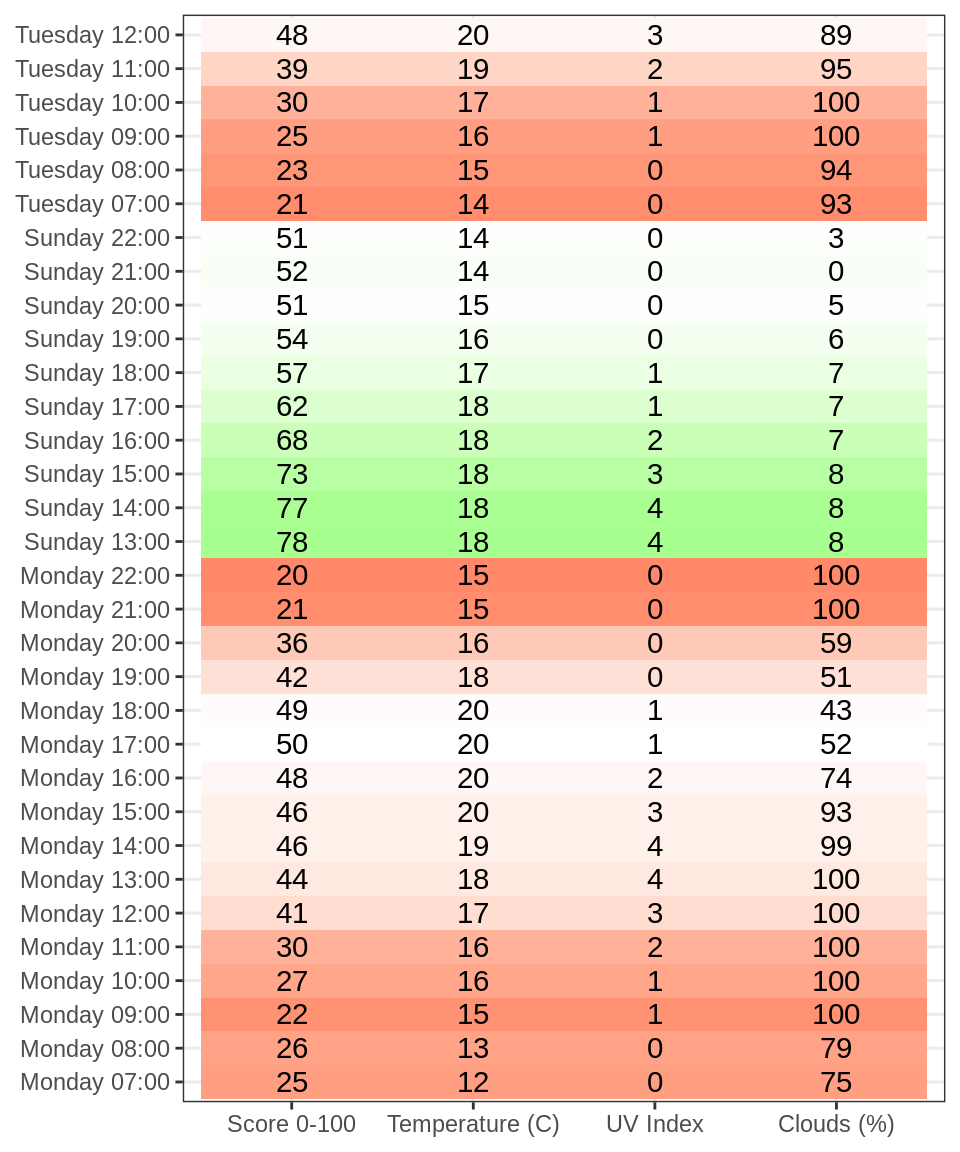 Tuesday 12:00 48 20 3 89
Tuesday 11:00 39 19 2 95
Tuesday 10:00 30 17 1 100
Tuesday 09:00 25 16 1 100
Tuesday 08:00 23 15 0 94
Tuesday 07:00 21 14 0 93
Sunday 22:00 51 14 0 3
Sunday 21:00 52 14 0 0
Sunday 20:00 51 15 0 5
Sunday 19:00 54 16 0 6
Sunday 18:00 57 17 1 7
Sunday 17:00 62 18 1 7
Sunday 16:00 68 18 2 7
Sunday 15:00 73 18 3 8
Sunday 14:00 77 18 4 8
Sunday 13:00 78 18 4 8
Monday 22:00 20 15 0 100
Monday 21:00 21 15 0 100
Monday 20:00 36 16 0 59
Monday 19:00 42 18 0 51
Monday 18:00 49 20 1 43
Monday 17:00 50 20 1 52
Monday 16:00 48 20 2 74
Monday 15:00 46 20 3 93
Monday 14:00 46 19 4 99
Monday 13:00 44 18 4 100
Monday 12:00 41 17 3 100
Monday 11:00 30 16 2 100
Monday 10:00 27 16 1 100
Monday 09:00 22 15 1 100
Monday 08:00 26 13 0 79
Monday 07:00 25 12 0 75
Score 0-100 Temperature (C) UV Index Clouds (%)